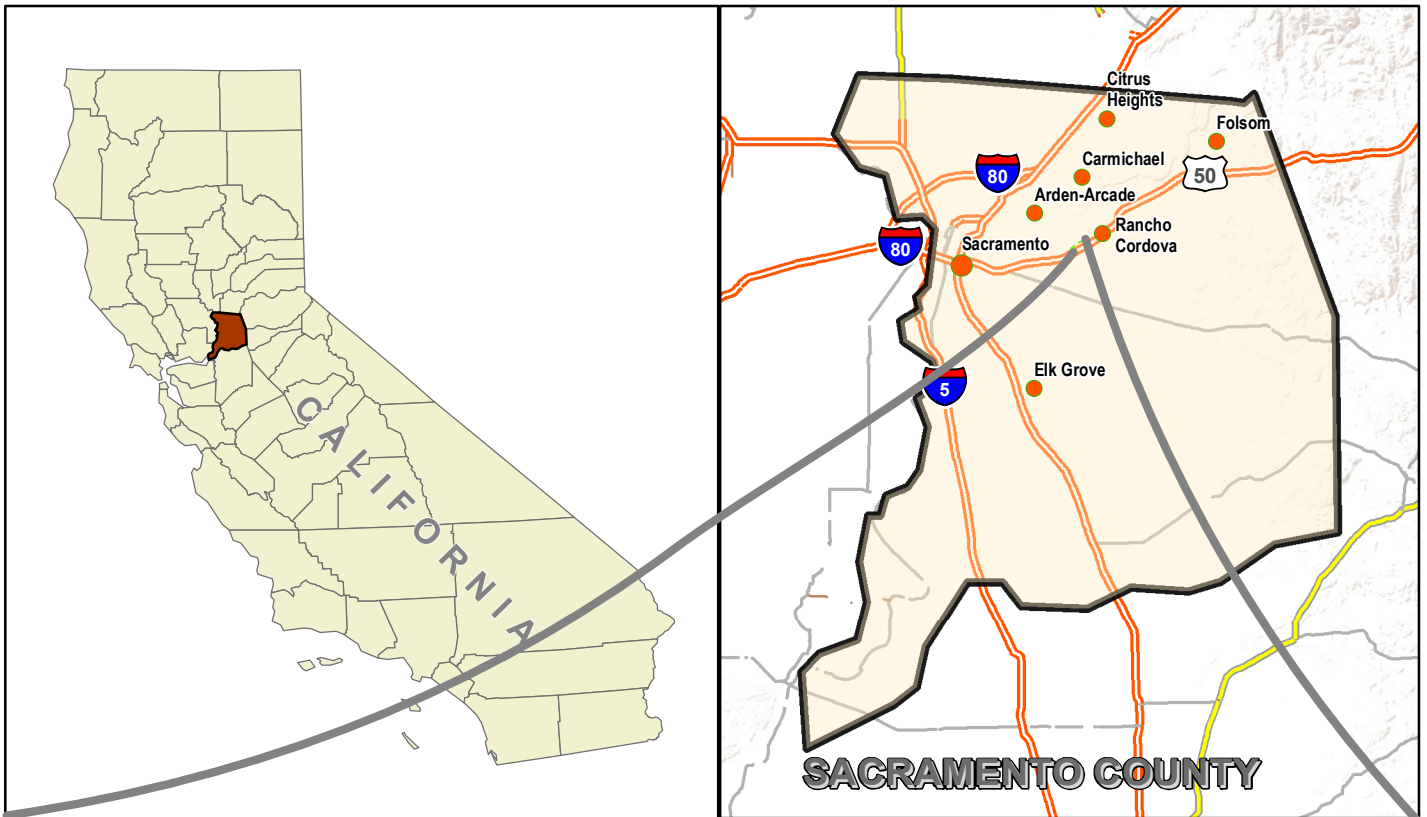 CALIFORNIA
Citrus
Heights
Folsom
80
Carmichael
50
Arden-Arcade
Rancho
Cordova
80
Sacramento
5
Elk Grove
SACRAMENTO COUNTY